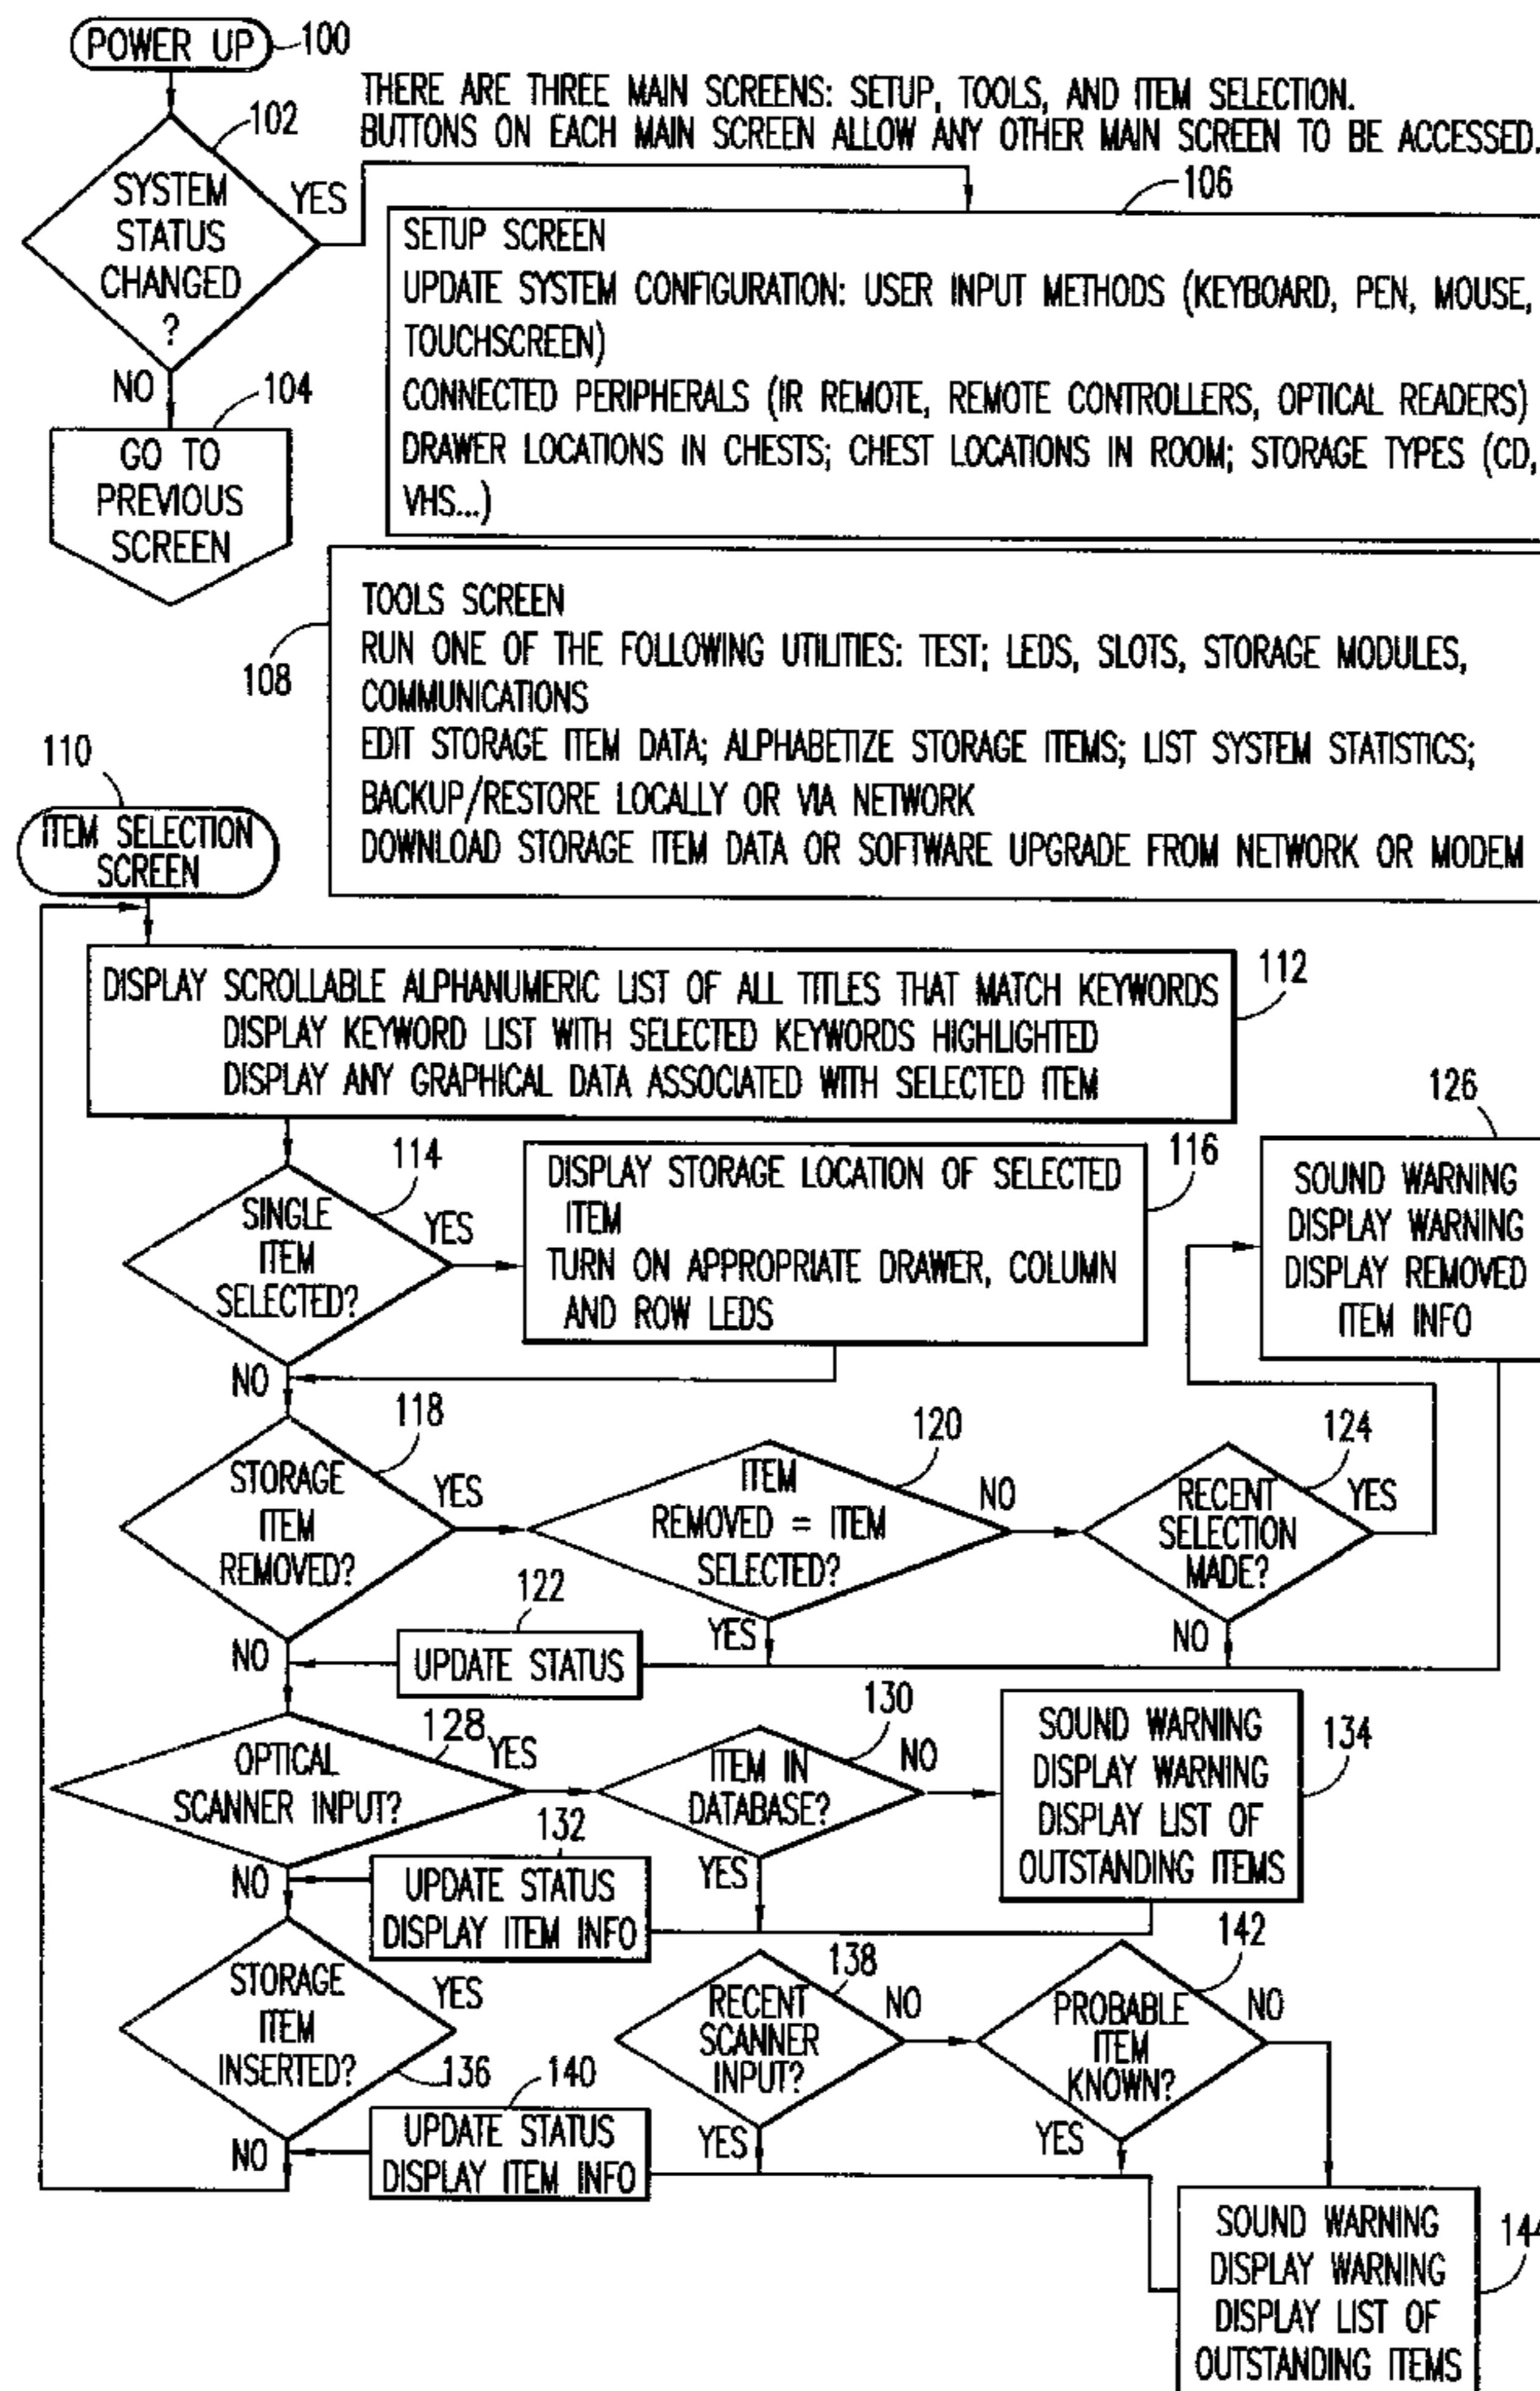 POWER UP
100
THERE ARE THREE MAIN SCREENS: SETUP, TOOLS, AND ITEM SELECTION.
BUTTONS ON EACH MAIN SCREEN ALLOW ANY OTHER MAIN SCREEN TO BE ACCESSED.
102
SYSTEM
STATUS
CHANGED
?
YES
NO
104
GO TO
PREVIOUS
SCREEN
106
SETUP SCREEN
UPDATE SYSTEM CONFIGURATION: USER INPUT METHODS (KEYBOARD, PEN, MOUSE,
TOUCHSCREEN)
CONNECTED PERIPHERALS (IR REMOTE, REMOTE CONTROLLERS, OPTICAL READERS)
DRAWER LOCATIONS IN CHESTS; CHEST LOCATIONS IN ROOM; STORAGE TYPES (CD,
VHS...)
108
TOOLS SCREEN
RUN ONE OF THE FOLLOWING UTILITIES: TEST; LEDS, SLOTS, STORAGE MODULES,
COMMUNICATIONS
EDIT STORAGE ITEM DATA; ALPHABETIZE STORAGE ITEMS; LIST SYSTEM STATISTICS;
BACKUP/RESTORE LOCALLY OR VIA NETWORK
DOWNLOAD STORAGE ITEM DATA OR SOFTWARE UPGRADE FROM NETWORK OR MODEM
110
ITEM SELECTION
SCREEN
112
DISPLAY SCROLLABLE ALPHANUMERIC LIST OF ALL TITLES THAT MATCH KEYWORDS
DISPLAY KEYWORD LIST WITH SELECTED KEYWORDS HIGHLIGHTED
DISPLAY ANY GRAPHICAL DATA ASSOCIATED WITH SELECTED ITEM
114
SINGLE
ITEM
SELECTED?
YES
NO
116
DISPLAY STORAGE LOCATION OF SELECTED
ITEM
TURN ON APPROPRIATE DRAWER, COLUMN
AND ROW LEDS
126
SOUND WARNING
DISPLAY WARNING
DISPLAY REMOVED
ITEM INFO
118
STORAGE
ITEM
REMOVED?
YES
NO
120
ITEM
REMOVED = ITEM
SELECTED?
NO
YES
124
RECENT
SELECTION
MADE?
YES
NO
122
UPDATE STATUS
128
OPTICAL
SCANNER INPUT?
YES
NO
130
ITEM IN
DATABASE?
NO
YES
134
SOUND WARNING
DISPLAY WARNING
DISPLAY LIST OF
OUTSTANDING ITEMS
132
UPDATE STATUS
DISPLAY ITEM INFO
STORAGE
ITEM
INSERTED?
136
YES
NO
138
RECENT
SCANNER
INPUT?
NO
YES
142
PROBABLE
ITEM
KNOWN?
NO
YES
140
UPDATE STATUS
DISPLAY ITEM INFO
144
SOUND WARNING
DISPLAY WARNING
DISPLAY LIST OF
OUTSTANDING ITEMS